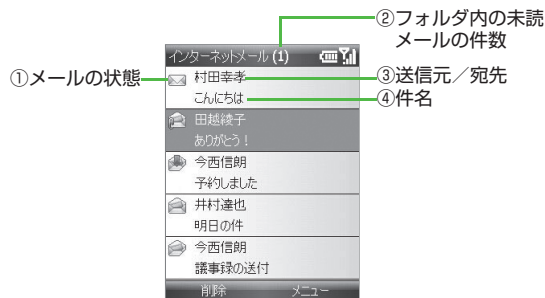 ②フォルダ内の未読
メールの件数
インターネットメール (1)
①メールの状態
村田幸孝
③送信元／宛先
こんにちは
④件名
田越綾子
ありがとう！
今西信朗
予約しました
井村達也
明日の件
今西信朗
議事録の送付
削除 メニュー